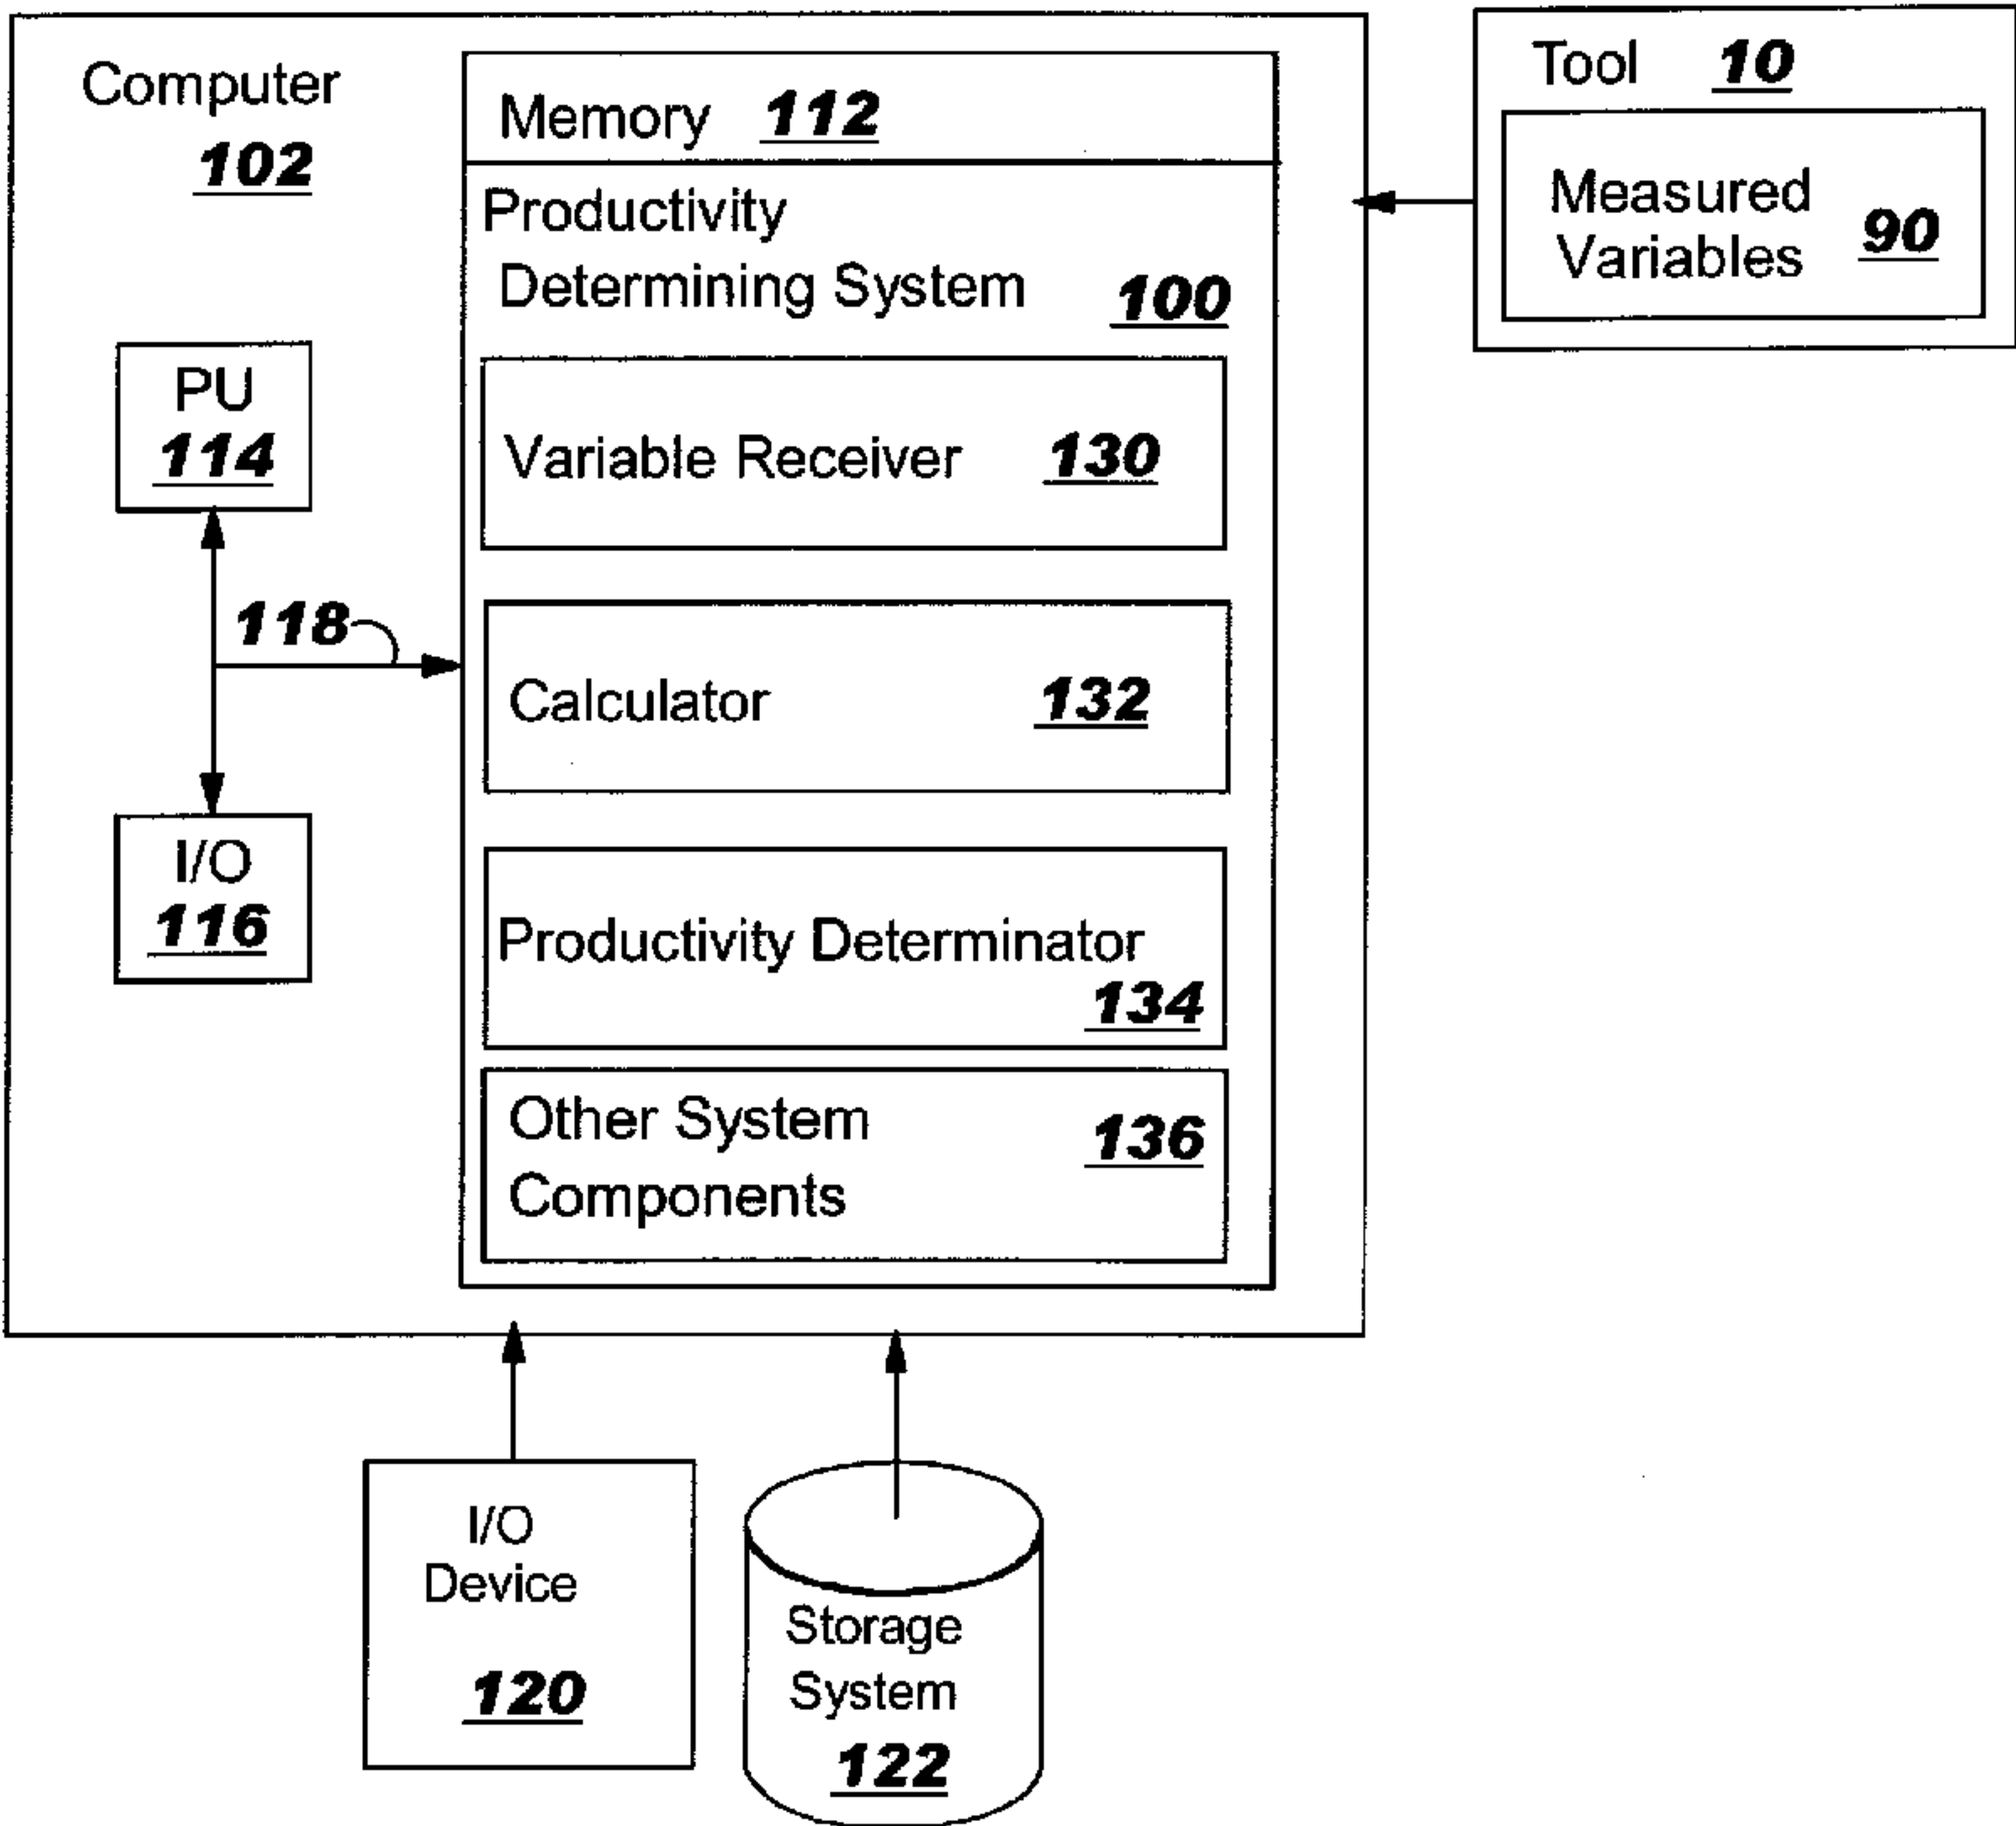 Computer
102
Memory 112
Productivity
Determining System 100
Variable Receiver 130
Calculator 132
Productivity Determinator
134
Other System 136
Components
PU
114
118
I/O
116
Tool 10
Measured
Variables 90
I/O
Device
120
Storage
System
122